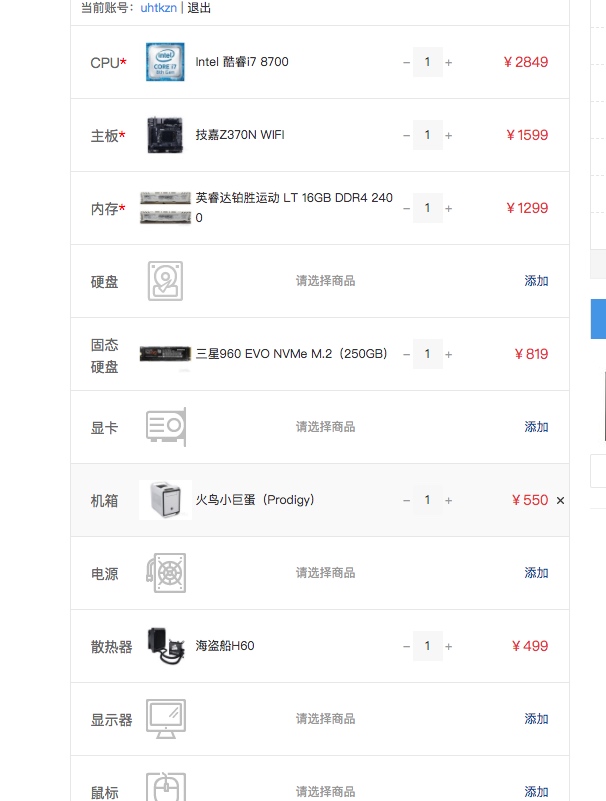 当前账号: uhtkzn | 退出
CPU* Intel 酷睿i7 8700 － 1 + ¥ 2849
主板* 技嘉Z370N WIFI － 1 + ¥ 1599
内存* 英睿达铂胜运动 LT 16GB DDR4 240
0 － 1 + ¥ 1299
硬盘 请选择商品 添加
固态
硬盘 三星960 EVO NVMe M.2（250GB） － 1 + ¥ 819
显卡 请选择商品 添加
机箱 火鸟小巨蛋（Prodigy） － 1 + ¥ 550 ×
电源 请选择商品 添加
散热器 海盗船H60 － 1 + ¥ 499
显示器 请选择商品 添加
鼠标 请选择商品 添加